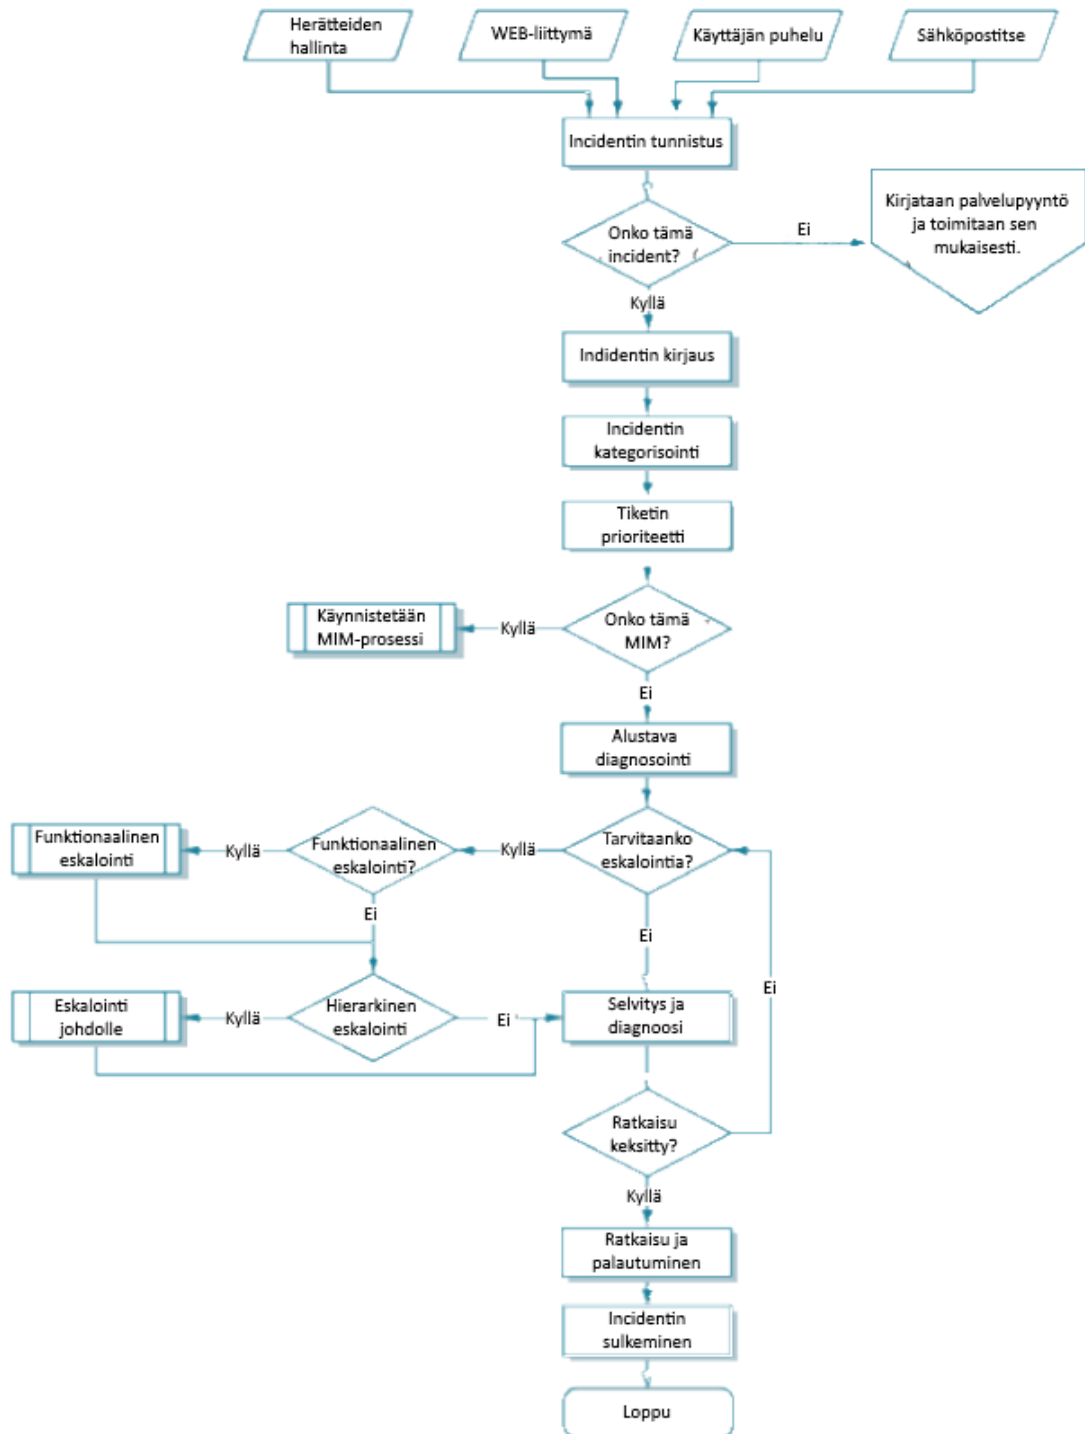 Herätteiden
hallinta
WEB-liittymä
Käyttäjän puhelu
Sähköpostitse
Incidentin tunnistus
Onko tämä
incident?
Ei
Kirjataan palvelupyyntö
ja toimitaan sen
mukaisesti.
Kyllä
Indidentin kirjaus
Incidentin
kategorisointi
Tiketin
prioriteetti
Onko tämä
MIM?
Kyllä
Käynnistetään
MIM-prosessi
Ei
Alustava
diagnosointi
Tarvitaanko
eskalointia?
Kyllä
Funktionaalinen
eskalointi?
Kyllä
Funktionaalinen
eskalointi
Ei
Ei
Ei
Hierarkinen
eskalointi
Kyllä
Eskalointi
johdolle
Ei
Selvitys ja
diagnoosi
Ratkaisu
keksitty?
Kyllä
Ratkaisu ja
palautuminen
Incidentin
sulkeminen
Loppu